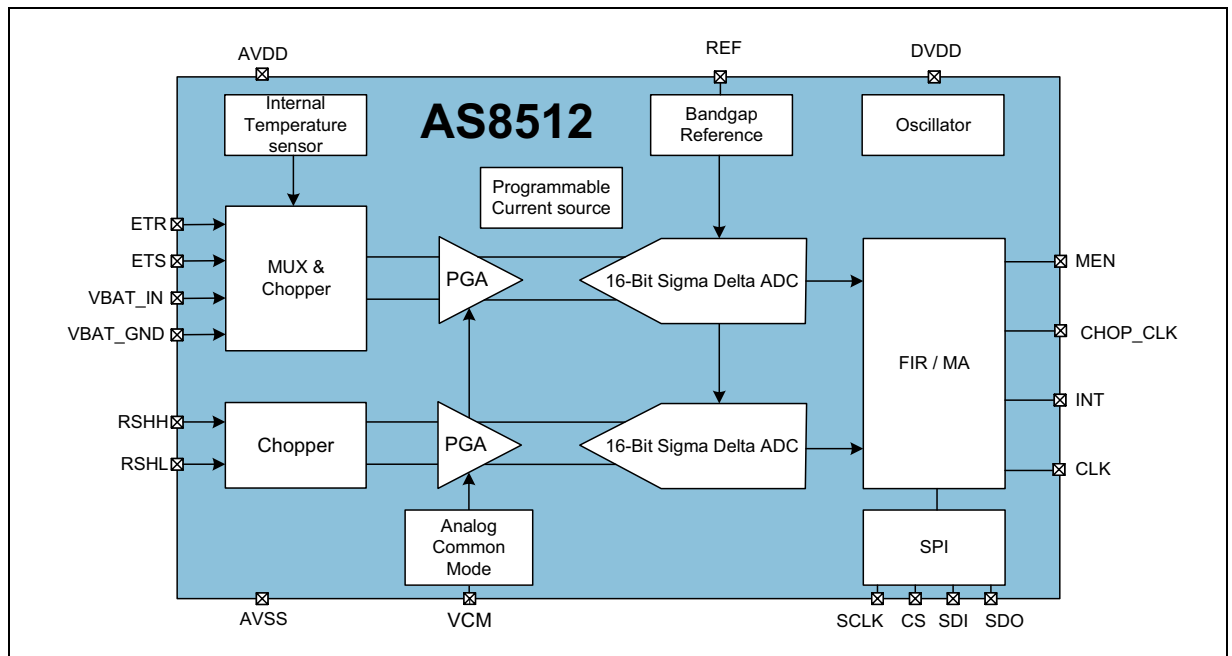 AVDD
REF
DVDD
Internal
Temperature
sensor
AS8512
Bandgap
Reference
Oscillator
Programmable
Current source
ETR
ETS
VBAT_IN
VBAT_GND
MUX &
Chopper
PGA
16-Bit Sigma Delta ADC
FIR / MA
MEN
CHOP_CLK
INT
CLK
RSHH
RSHL
Chopper
PGA
16-Bit Sigma Delta ADC
Analog
Common
Mode
SPI
AVSS
VCM
SCLK
CS
SDI
SDO